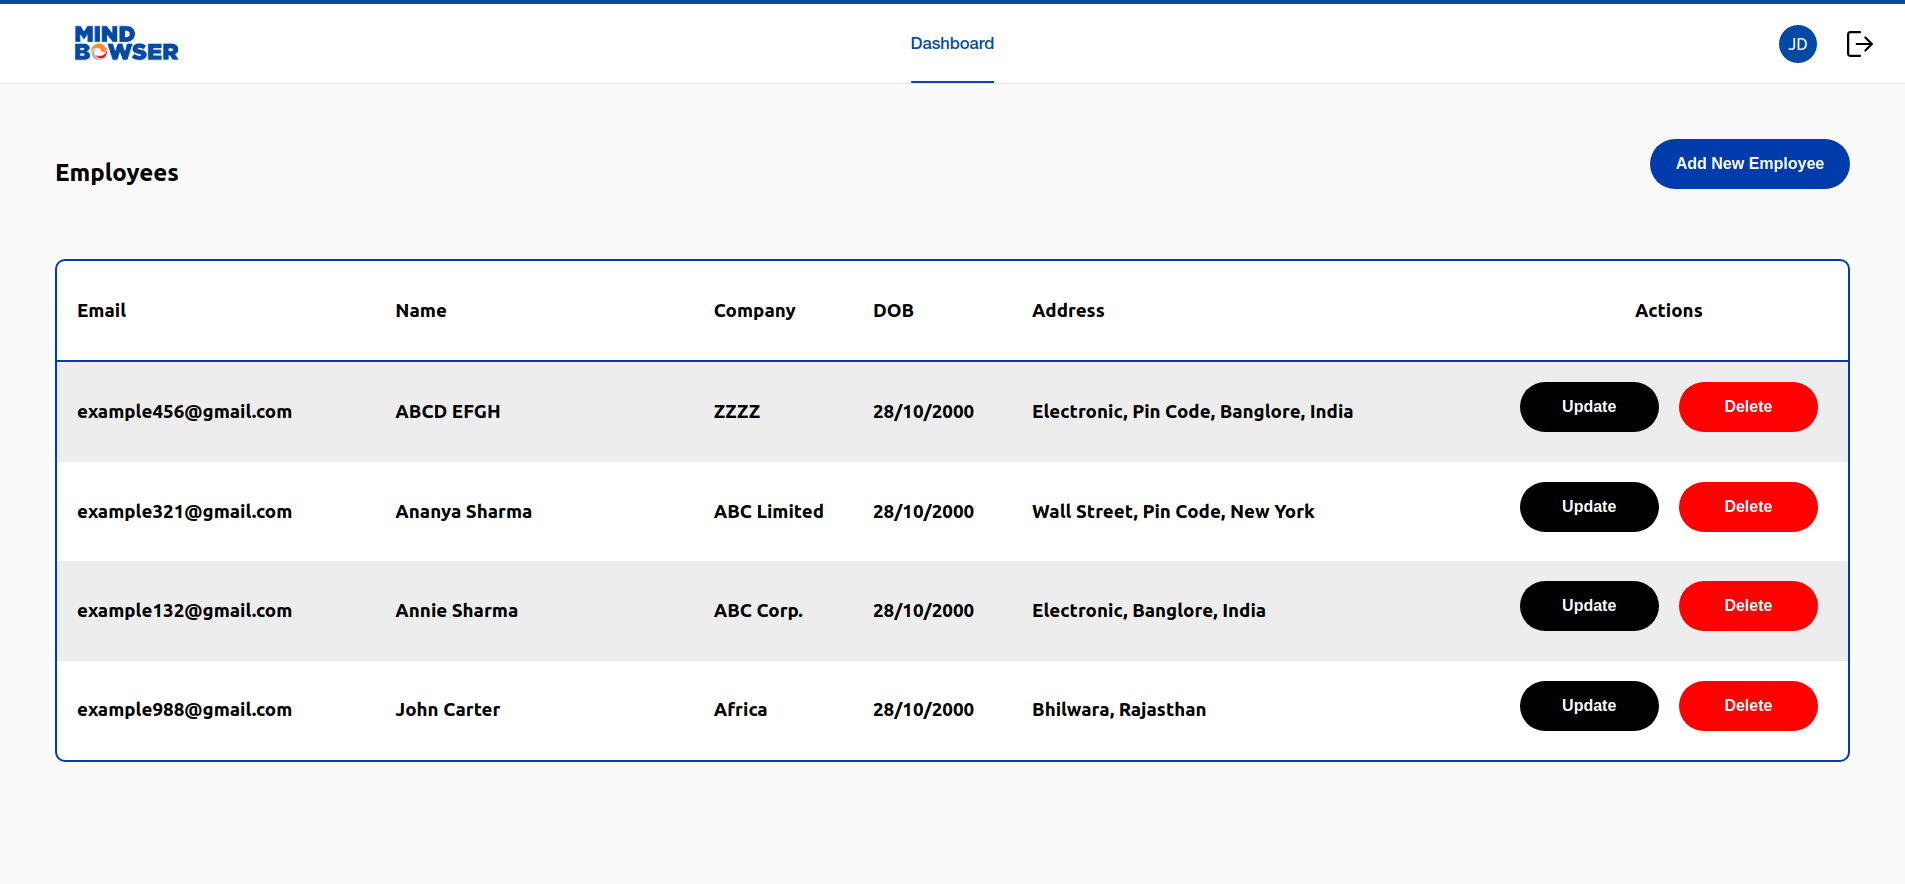 MIND
BOWSER
Dashboard
JD
Employees
Add New Employee
Email Name Company DOB Address Actions
example456@gmail.com ABCD EFGH ZZZZ 28/10/2000 Electronic, Pin Code, Banglore, India Update Delete
example321@gmail.com Ananya Sharma ABC Limited 28/10/2000 Wall Street, Pin Code, New York Update Delete
example132@gmail.com Annie Sharma ABC Corp. 28/10/2000 Electronic, Banglore, India Update Delete
example988@gmail.com John Carter Africa 28/10/2000 Bhilwara, Rajasthan Update Delete